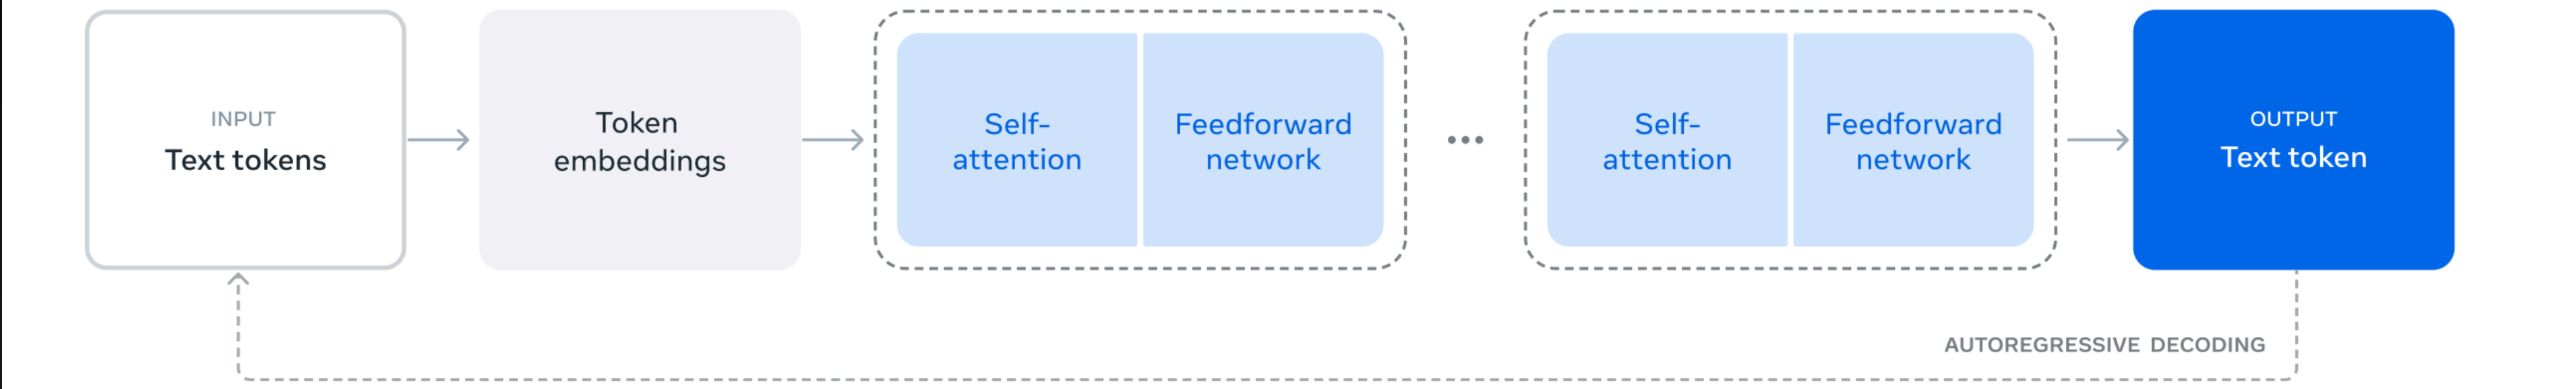 INPUT
Text tokens
Token
embeddings
Self-
attention
Feedforward
network
Self-
attention
Feedforward
network
OUTPUT
Text token
AUTOREGRESSIVE DECODING